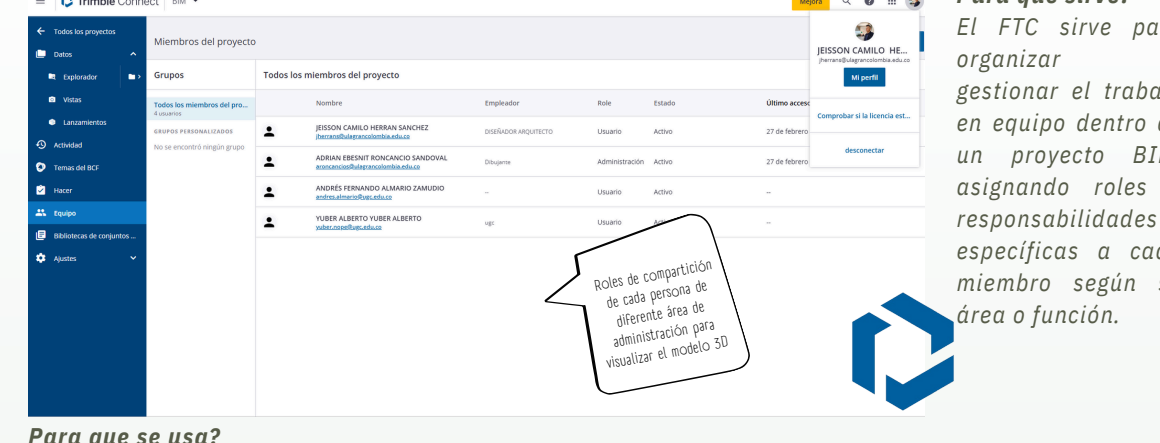 Trimble Connect BIM
Mejora
Todos los proyectos
Datos
Explorador
Vistas
Lanzamientos
Actividad
Temas del BCF
Hacer
Equipo
Bibliotecas de conjuntos ...
Ajustes
Miembros del proyecto
Grupos
Todos los miembros del pro...
4 usuarios
GRUPOS PERSONALIZADOS
No se encontró ningún grupo
Todos los miembros del proyecto
Nombre Empleador Role Estado Último acceso
JEISSON CAMILO HERRAN SANCHEZ
jherrans@ulagrancolombia.edu.co
DISEÑADOR ARQUITECTO Usuario Activo 27 de febrero
ADRIAN EBESNIT RONCANCIO SANDOVAL
aroncancios@ulagrancolombia.edu.co
Dibujante Administración Activo 27 de febrero
ANDRÉS FERNANDO ALMARIO ZAMUDIO
andres.almario@ugc.edu.co
-- Usuario Activo --
YUBER ALBERTO YUBER ALBERTO
yuber.nope@ugc.edu.co
ugc Usuario --
JEISSON CAMILO HE...
jherrans@ulagrancolombia.edu.co
Mi perfil
Comprobar si la licencia est...
desconectar
Roles de compartición
de cada persona de
diferente área de
administración para
visualizar el modelo 3D
Para que sirve?
El FTC sirve pa
organizar
gestionar el traba
en equipo dentro
un proyecto BI
asignando roles
responsabilidades
específicas a ca
miembro según s
área o función.
Para que se usa?